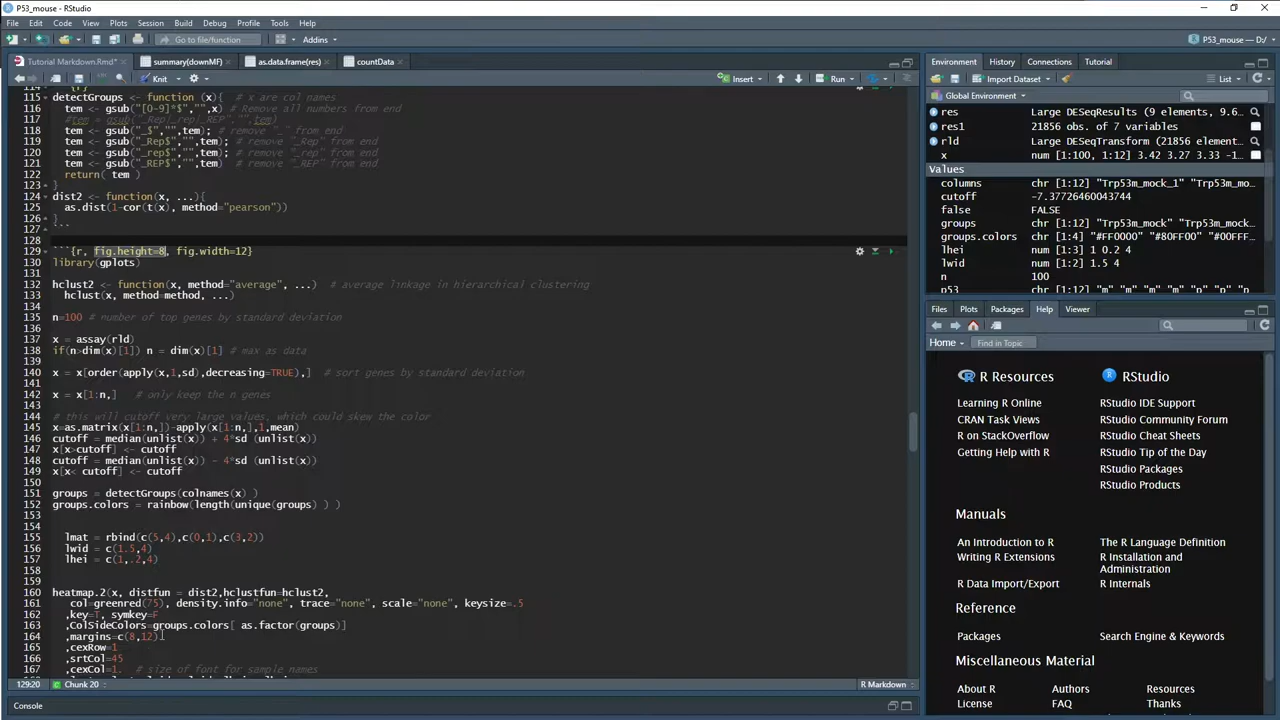 P53_mouse - RStudio
File Edit Code View Plots Session Build Debug Profile Tools Help
Go to file/function Addins P53_mouse — D:/
Tutorial Markdown.Rmd* summary(downMF) as.data.frame(res) countData
Knit Insert Run
114 {r}
115 detectGroups <- function (x){ # x are col names
116 tem <- gsub("[0-9]*$","",x) # Remove all numbers from end
117 #tem = gsub("_Rep|_rep|_REP","",tem)
118 tem <- gsub("_$","",tem); # remove "_" from end
119 tem <- gsub("_Rep$","",tem); # remove "_Rep" from end
120 tem <- gsub("_rep$","",tem); # remove "_rep" from end
121 tem <- gsub("_REP$","",tem) # remove "_REP" from end
122 return( tem )
123 }
124 dist2 <- function(x, ...){
125 as.dist(1-cor(t(x), method="pearson"))
126 }
127 ```
128
129 ```{r, fig.height=8, fig.width=12}
130 library(gplots)
131
132 hclust2 <- function(x, method="average", ...) # average linkage in hierarchical clustering
133 hclust(x, method=method, ...)
134
135 n=100 # number of top genes by standard deviation
136
137 x = assay(rld)
138 if(n>dim(x)[1]) n = dim(x)[1] # max as data
139
140 x = x[order(apply(x,1,sd),decreasing=TRUE),] # sort genes by standard deviation
141
142 x = x[1:n,] # only keep the n genes
143
144 # this will cutoff very large values, which could skew the color
145 x=as.matrix(x[1:n,])-apply(x[1:n,],1,mean)
146 cutoff = median(unlist(x)) + 4*sd (unlist(x))
147 x[x>cutoff] <- cutoff
148 cutoff = median(unlist(x)) - 4*sd (unlist(x))
149 x[x< cutoff] <- cutoff
150
151 groups = detectGroups(colnames(x) )
152 groups.colors = rainbow(length(unique(groups) ) )
153
154
155 lmat = rbind(c(5,4),c(0,1),c(3,2))
156 lwid = c(1.5,4)
157 lhei = c(1,.2,4)
158
159
160 heatmap.2(x, distfun = dist2,hclustfun=hclust2,
161 col=greenred(75), density.info="none", trace="none", scale="none", keysize=.5
162 ,key=T, symkey=F
163 ,ColSideColors=groups.colors[ as.factor(groups)]
164 ,margins=c(8,12)
165 ,cexRow=1
166 ,srtCol=45
167 ,cexCol=1. # size of font for sample names
168
129:20 Chunk 20 R Markdown
Console
Environment History Connections Tutorial
Import Dataset List
Global Environment
res Large DESeqResults (9 elements, 9.6…
res1 21856 obs. of 7 variables
rld Large DESeqTransform (21856 element…
x num [1:100, 1:12] 3.42 3.27 3.33 -1…
Values
columns chr [1:12] "Trp53m_mock_1" "Trp53m_mo…
cutoff -7.37726460043744
false FALSE
groups chr [1:12] "Trp53m_mock" "Trp53m_mock…
groups.colors chr [1:4] "#FF0000" "#80FF00" "#00FFF…
lhei num [1:3] 1 0.2 4
lwid num [1:2] 1.5 4
n 100
p53 chr [1:12] "m" "m" "m" "m" "p" "p" "p"
Files Plots Packages Help Viewer
Home Find in Topic
R Resources
Learning R Online
CRAN Task Views
R on StackOverflow
Getting Help with R
RStudio
RStudio IDE Support
RStudio Community Forum
RStudio Cheat Sheets
RStudio Tip of the Day
RStudio Packages
RStudio Products
Manuals
An Introduction to R
Writing R Extensions
R Data Import/Export
The R Language Definition
R Installation and
Administration
R Internals
Reference
Packages
Search Engine & Keywords
Miscellaneous Material
About R
License
Authors
FAQ
Resources
Thanks